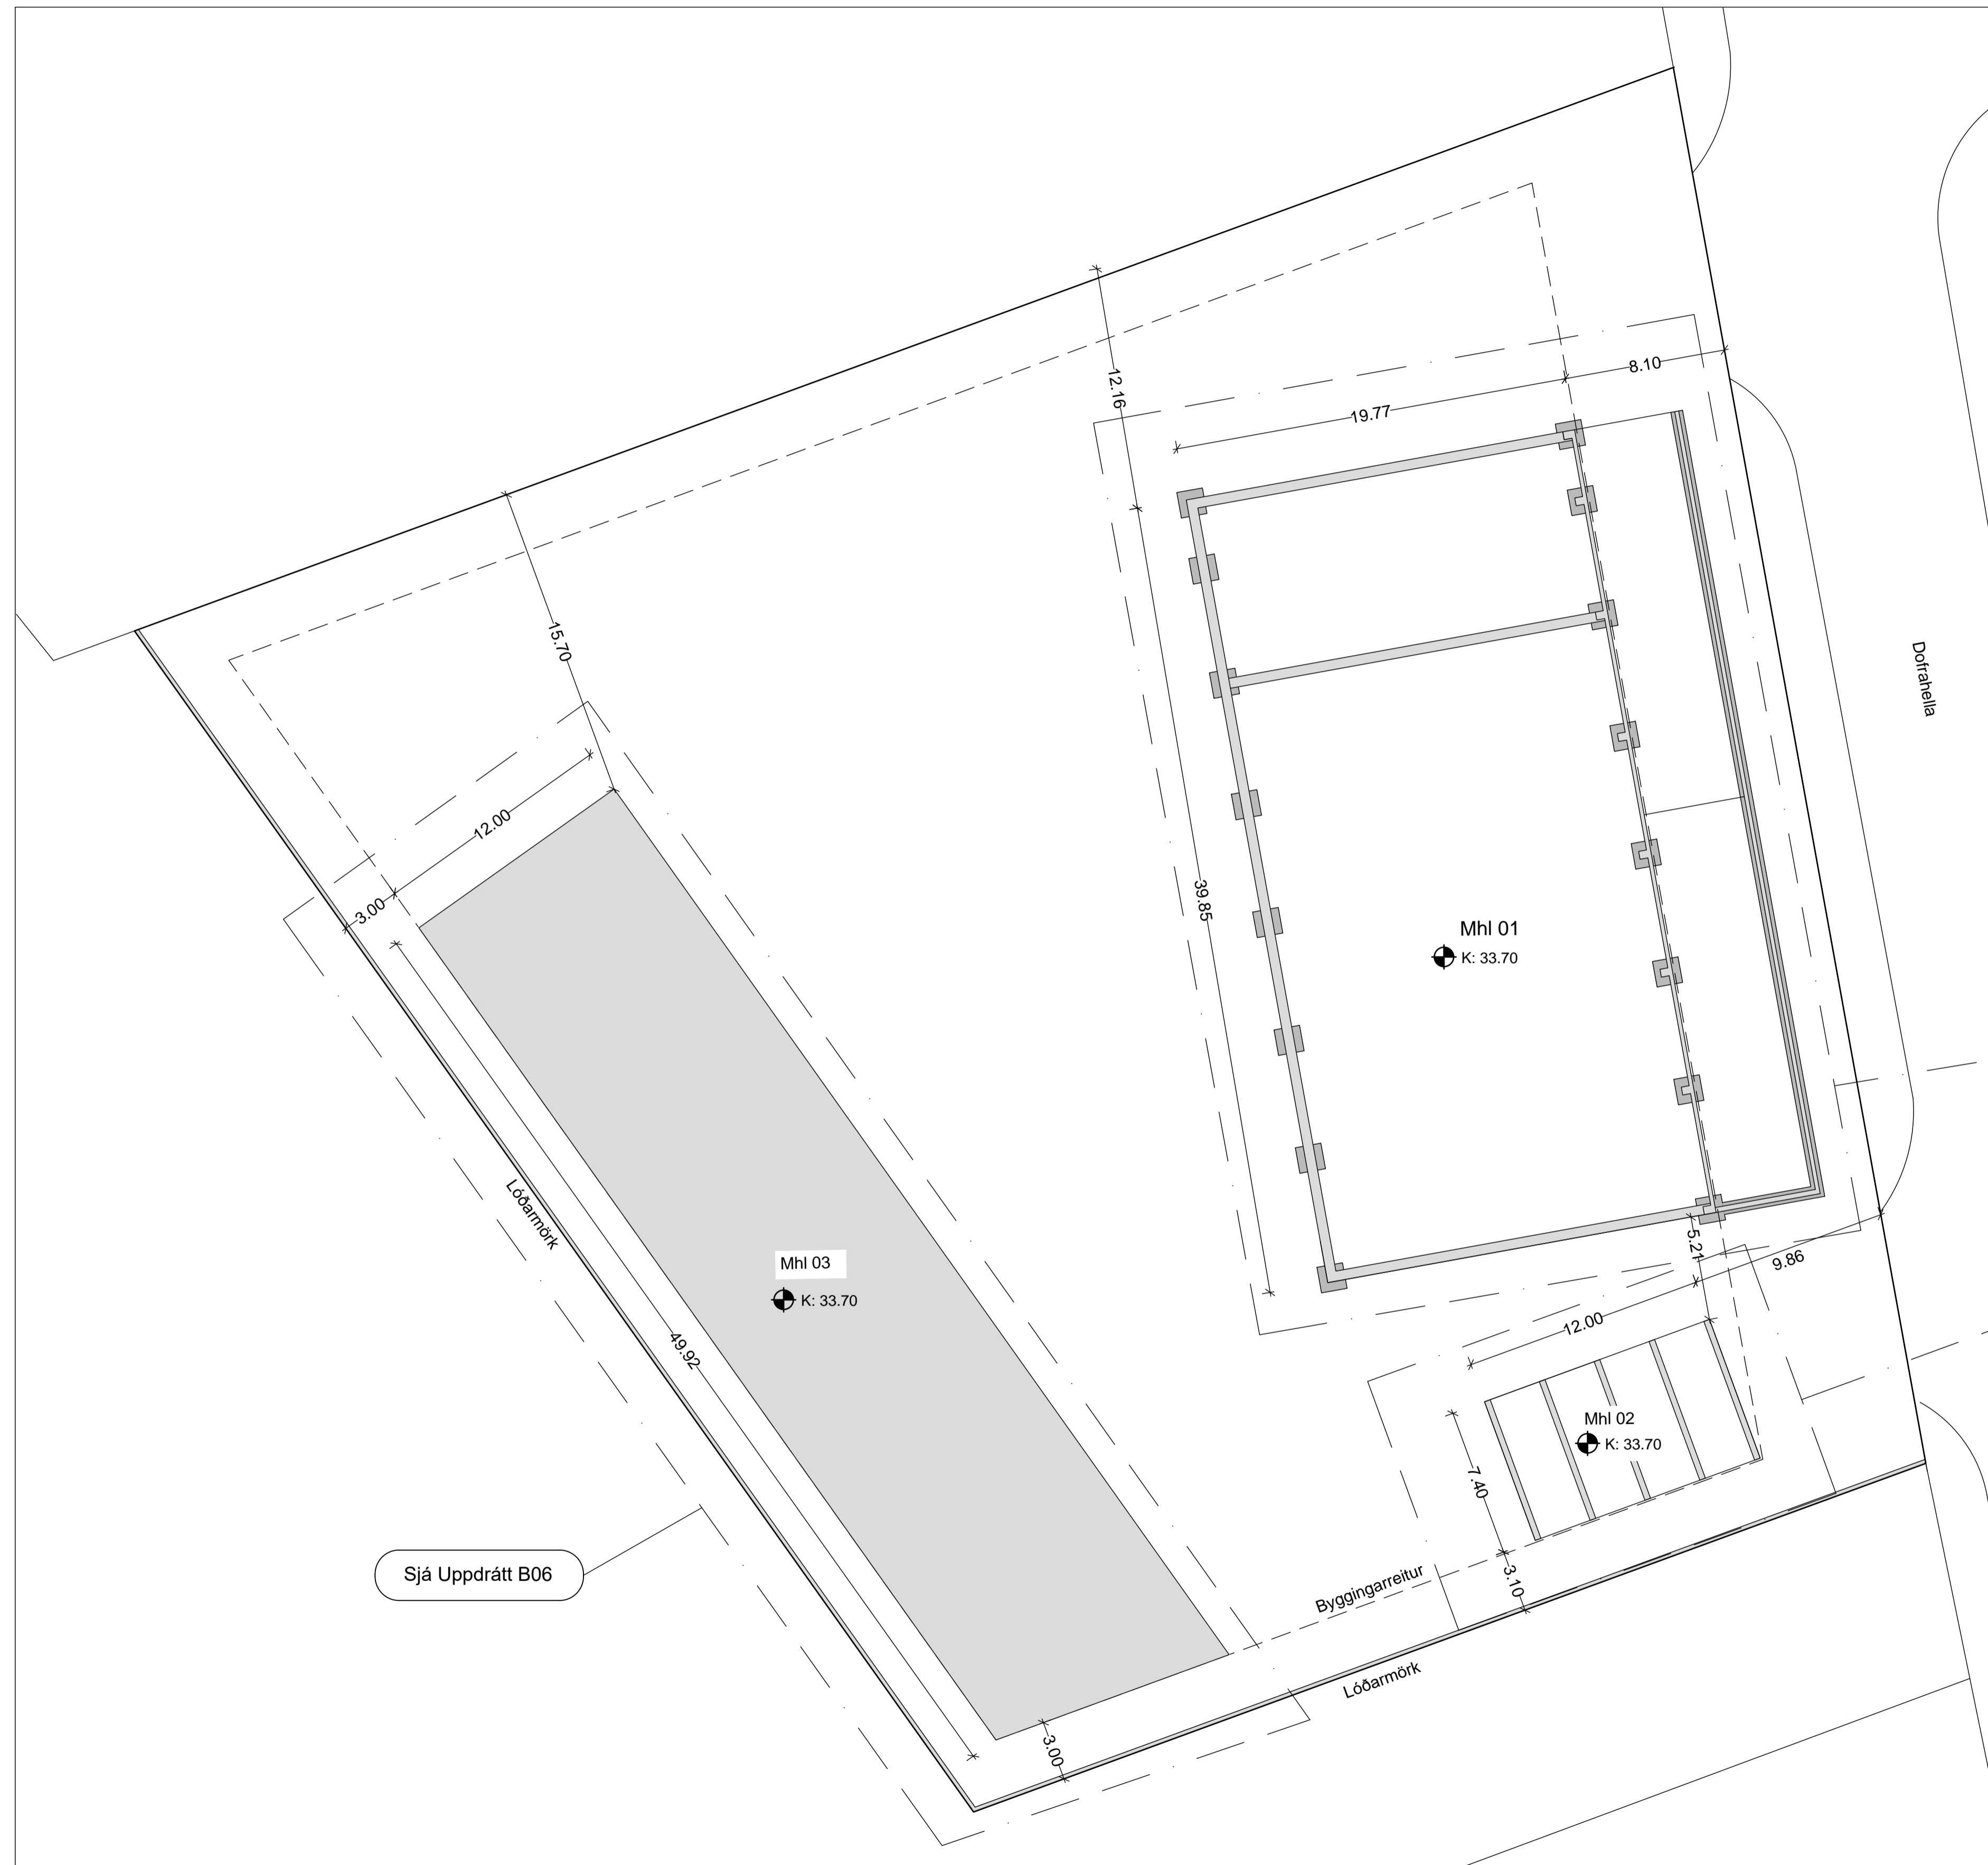 8.10
12.16
19.77
15.70
Dofrahella
12.00
3.00
39.85
Mhl 01
K: 33.70
Lóðarmörk
5.21
9.86
Mhl 03
K: 33.70
12.00
49.92
Mhl 02
K: 33.70
7.40
Sjá Uppdrátt B06
Byggingarreitur
3.10
Lóðarmörk
3.00